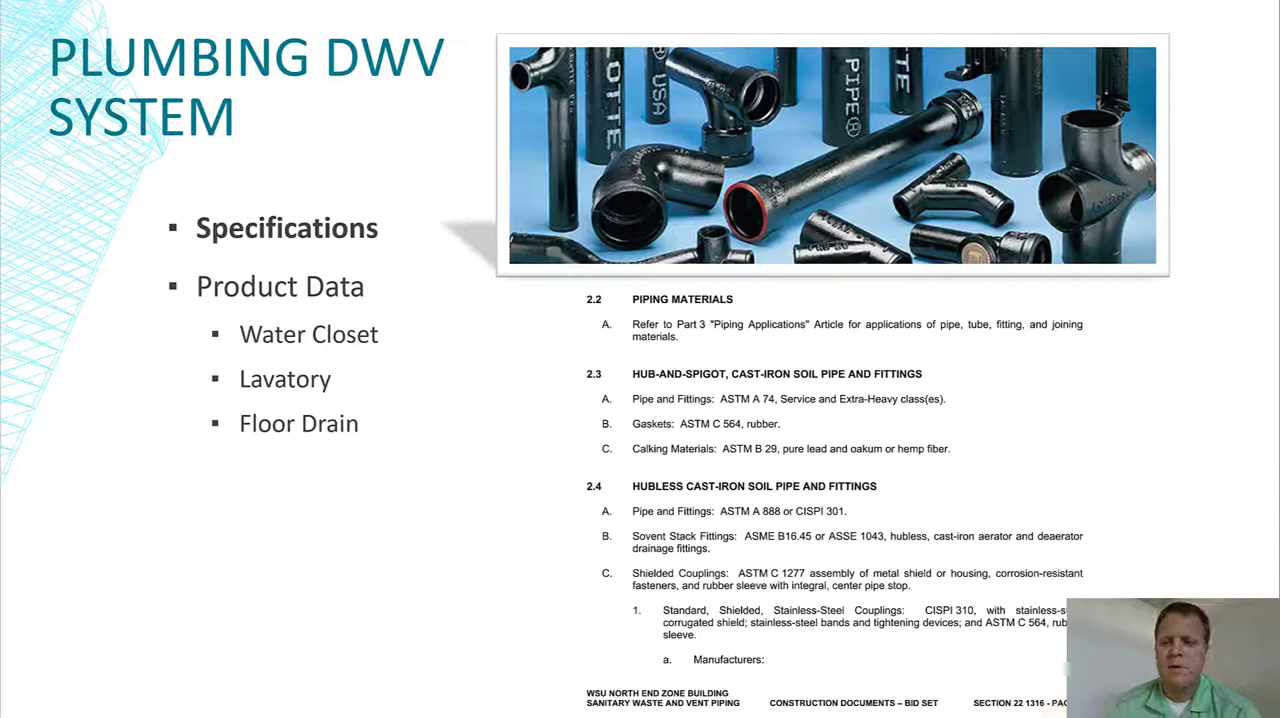 PLUMBING DWV
SYSTEM
OTTE
USA
PIPE
TTE
▪ Specifications
▪ Product Data
▪ Water Closet
▪ Lavatory
▪ Floor Drain
2.2 PIPING MATERIALS
A. Refer to Part 3 "Piping Applications" Article for applications of pipe, tube, fitting, and joining
materials.
2.3 HUB-AND-SPIGOT, CAST-IRON SOIL PIPE AND FITTINGS
A. Pipe and Fittings: ASTM A 74, Service and Extra-Heavy class(es).
B. Gaskets: ASTM C 564, rubber.
C. Calking Materials: ASTM B 29, pure lead and oakum or hemp fiber.
2.4 HUBLESS CAST-IRON SOIL PIPE AND FITTINGS
A. Pipe and Fittings: ASTM A 888 or CISPI 301.
B. Sovent Stack Fittings: ASME B16.45 or ASSE 1043, hubless, cast-iron aerator and deaerator
drainage fittings.
C. Shielded Couplings: ASTM C 1277 assembly of metal shield or housing, corrosion-resistant
fasteners, and rubber sleeve with integral, center pipe stop.
1. Standard, Shielded, Stainless-Steel Couplings: CISPI 310, with
corrugated shield; stainless-steel bands and tightening devices; and ASTM C 564,
sleeve.
a. Manufacturers:
WSU NORTH END ZONE BUILDING
SANITARY WASTE AND VENT PIPING CONSTRUCTION DOCUMENTS – BID SET SECTION 22 1316 -